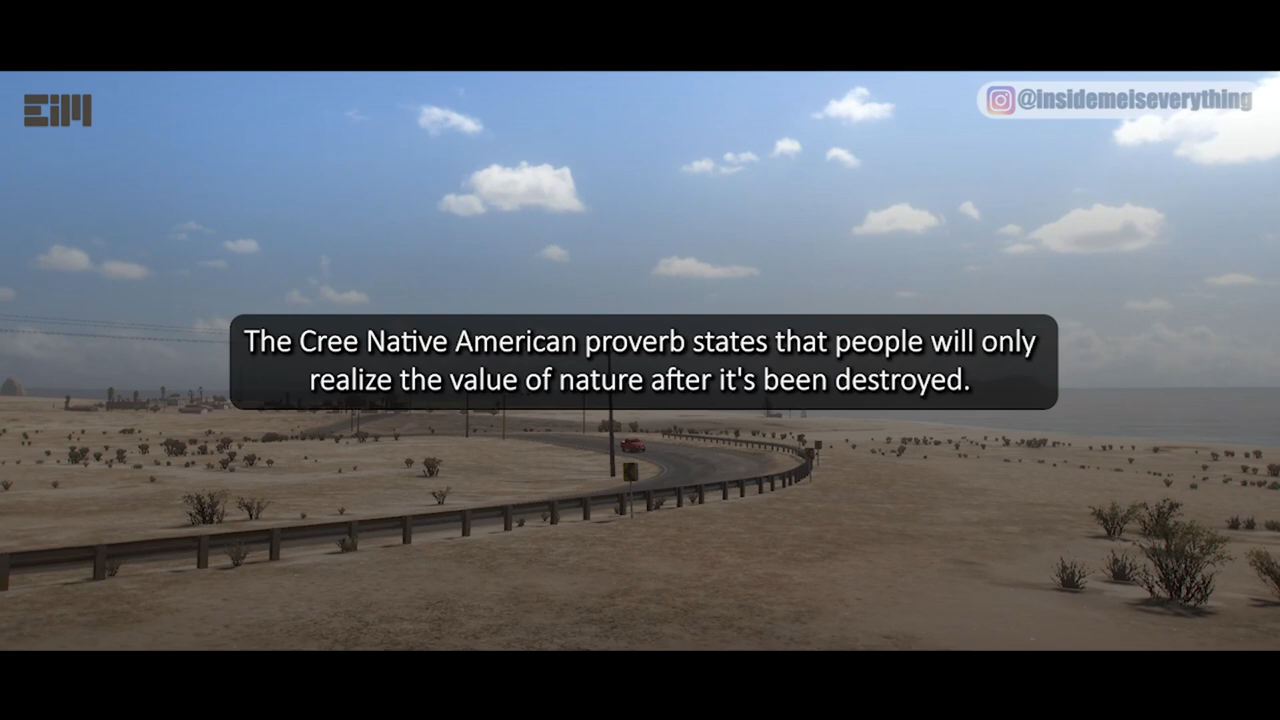 EiM
@insidemeiseverything
The Cree Native American proverb states that people will only
realize the value of nature after it's been destroyed.